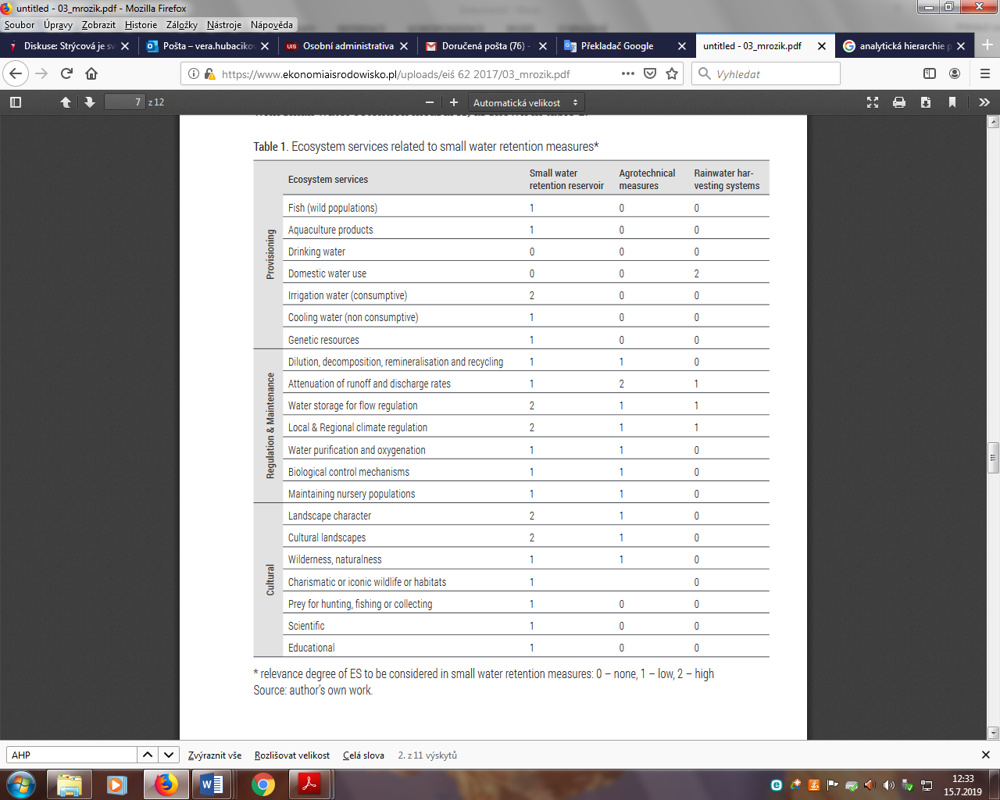 untitled - 03_mrozik.pdf - Mozilla Firefox
Soubor Úpravy Zobrazit Historie Záložky Nástroje Nápověda
Diskuse: Strýcová je sv
Pošta – vera.hubacikov
Osobní administrativa
Doručená pošta (76) -
Překladač Google
untitled - 03_mrozik.pdf
analytická hierarchie p
https://www.ekonomiaisrodowisko.pl/uploads/eiś 62 2017/03_mrozik.pdf
Vyhledat
7 z 12
Automatická velikost
Table 1. Ecosystem services related to small water retention measures*
Ecosystem services
Small water retention reservoir
Agrotechnical measures
Rainwater har-vesting systems
Provisioning
Fish (wild populations) 1 0 0
Aquaculture products 1 0 0
Drinking water 0 0 0
Domestic water use 0 0 2
Irrigation water (consumptive) 2 0 0
Cooling water (non consumptive) 1 0 0
Genetic resources 1 0 0
Regulation & Maintenance
Dilution, decomposition, remineralisation and recycling 1 1 0
Attenuation of runoff and discharge rates 1 2 1
Water storage for flow regulation 2 1 1
Local & Regional climate regulation 2 1 1
Water purification and oxygenation 1 1 0
Biological control mechanisms 1 1 0
Maintaining nursery populations 1 1 0
Cultural
Landscape character 2 1 0
Cultural landscapes 2 1 0
Wilderness, naturalness 1 1 0
Charismatic or iconic wildlife or habitats 1 0
Prey for hunting, fishing or collecting 1 0 0
Scientific 1 0 0
Educational 1 0 0
* relevance degree of ES to be considered in small water retention measures: 0 – none, 1 – low, 2 – high
Source: author's own work.
AHP
Zvýraznit vše Rozlišovat velikost Celá slova 2. z 11 výskytů
12:33
15.7.2019